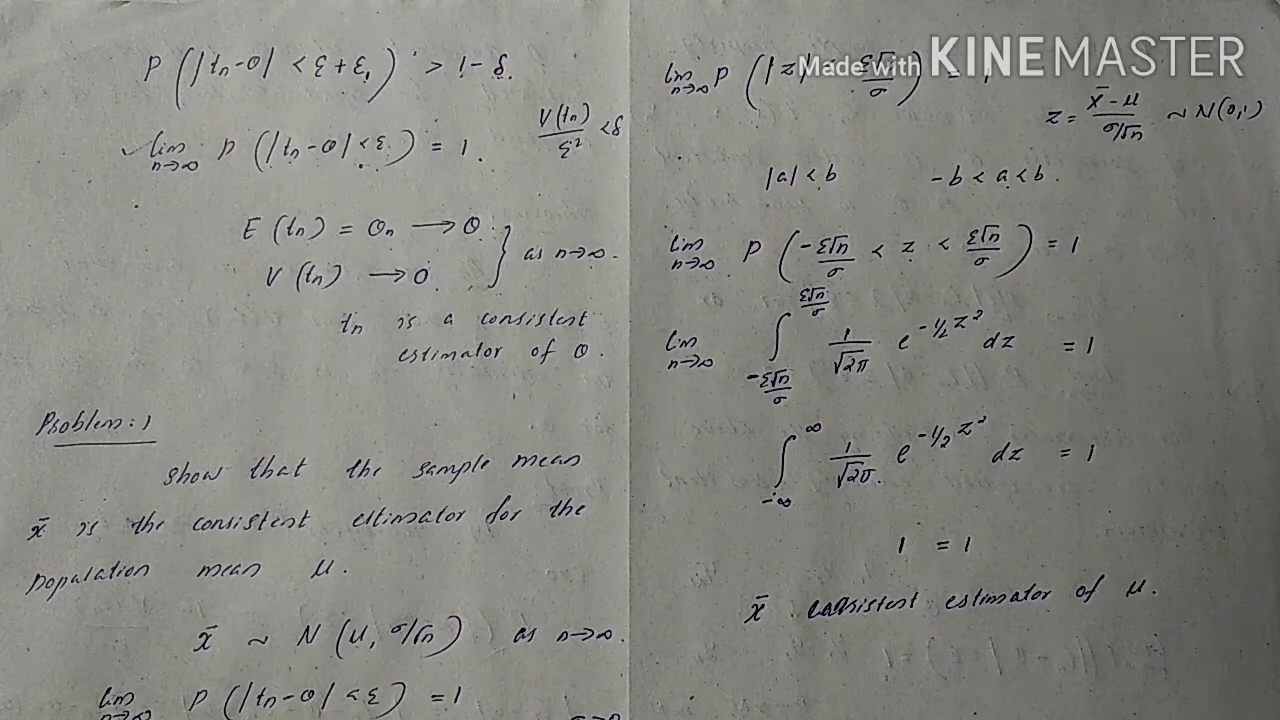 P (|tn-θ| < ε+ε₁) > 1-δ.
lim n→∞ P (|tn-θ| < ε.) = 1. V(tn)/ε² < δ
E (tn) = θn → θ.
V (tn) → 0. } as n→∞.
tn is a consistent
estimator of θ.
Problem: 1
show that the sample mean
x̄ is the consistent estimator for the
population mean μ.
x̄ ~ N (μ, σ/√n) as n→∞.
lim n→∞ P (|tn-θ| < ε) = 1
Made with KINEMASTER
lim n→∞ P (|z| ε√n/σ) = 1
z = x̄-μ / σ/√n ~ N(0,1)
|a| < b -b < a < b.
lim n→∞ P (-ε√n/σ < z < ε√n/σ) = 1
lim n→∞ ∫ -ε√n/σ ε√n/σ 1/√2π e^-1/2 z² dz = 1
∫ -∞ ∞ 1/√2π. e^-1/2 z² dz = 1
1 = 1
x̄ consistent estimator of μ.